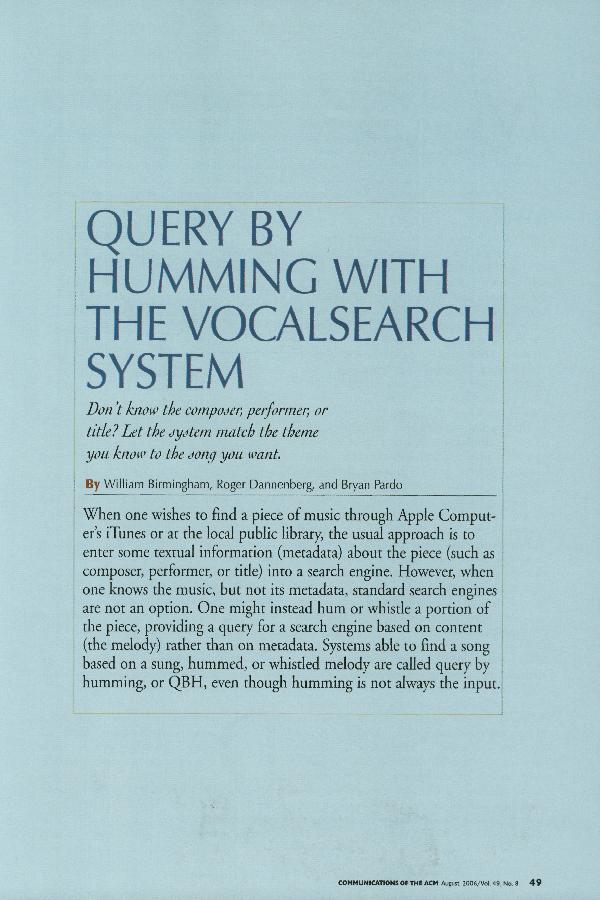 QUERY BY
HUMMING WITH
THE VOCALSEARCH
SYSTEM
Don't know the composer, performer, or
title? Let the system match the theme
you know to the song you want.
By William Birmingham, Roger Dannenberg, and Bryan Pardo
When one wishes to find a piece of music through Apple Comput-
er's iTunes or at the local public library, the usual approach is to
enter some textual information (metadata) about the piece (such as
composer, performer, or title) into a search engine. However, when
one knows the music, but not its metadata, standard search engines
are not an option. One might instead hum or whistle a portion of
the piece, providing a query for a search engine based on content
(the melody) rather than on metadata. Systems able to find a song
based on a sung, hummed, or whistled melody are called query by
humming, or QBH, even though humming is not always the input.
COMMUNICATIONS OF THE ACM August 2006/Vol. 49, No. 8 49